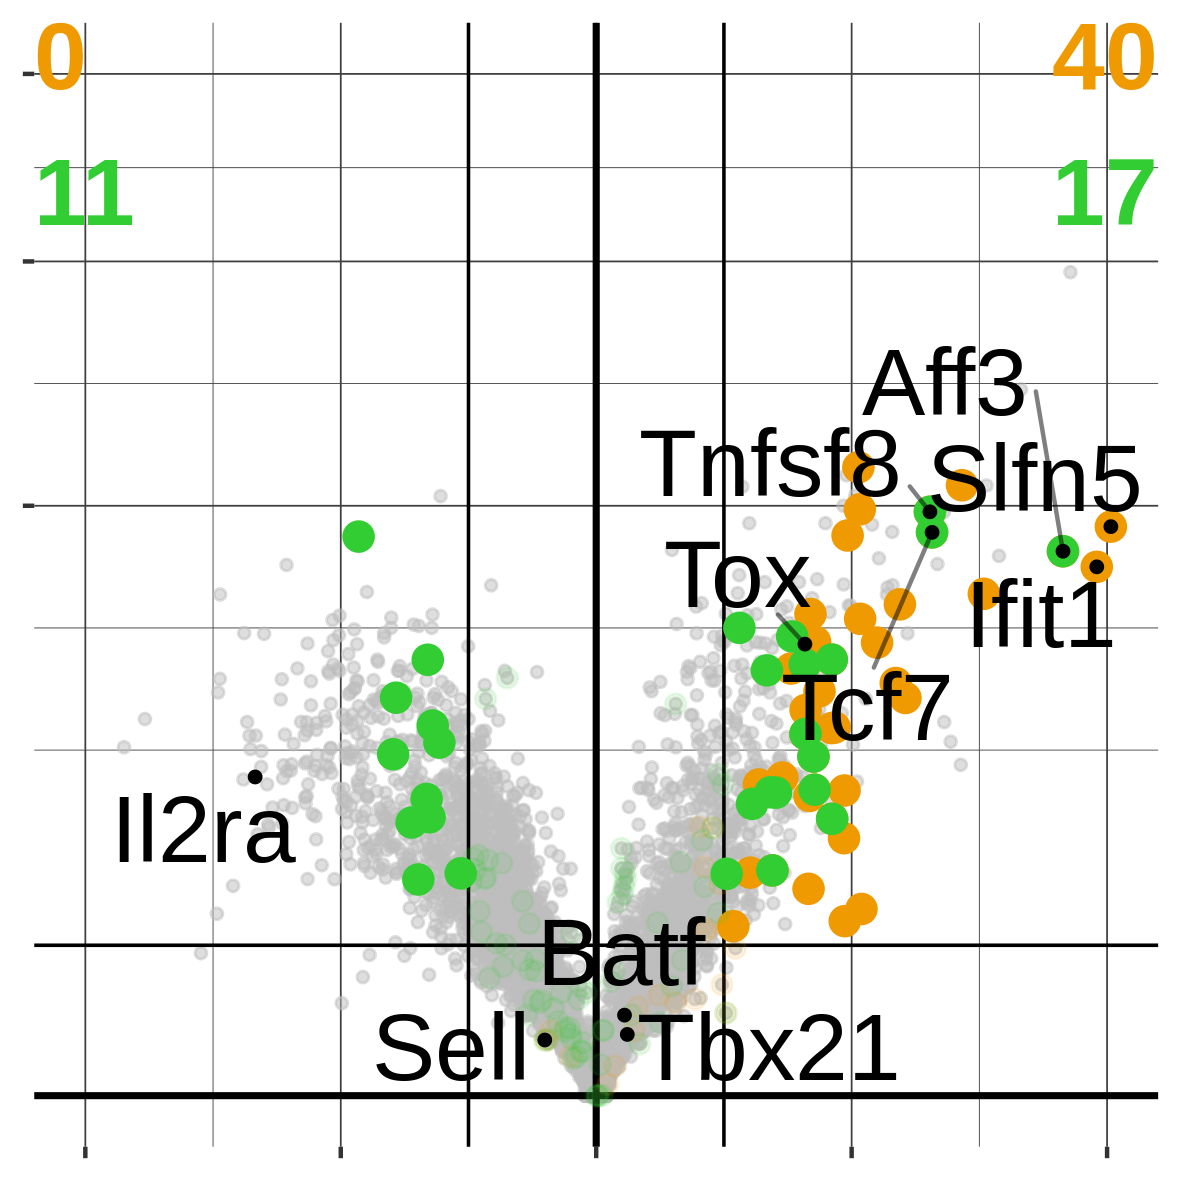 0 40
11 17
Aff3
Tnfsf8 Slfn5
Tox
Ifit1
Tcf7
Il2ra
Batf
Sell Tbx21